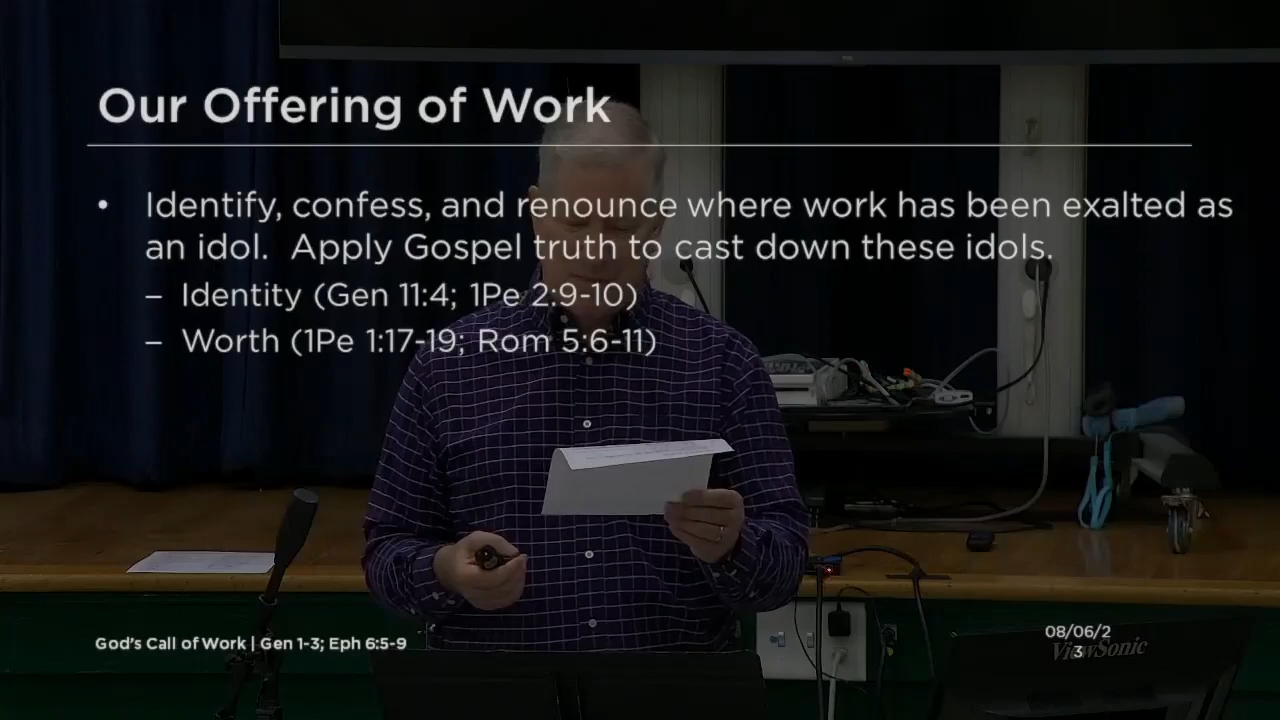 Our Offering of Work
• Identify, confess, and renounce where work has been exalted as
an idol. Apply Gospel truth to cast down these idols.
– Identity (Gen 11:4; 1Pe 2:9-10)
– Worth (1Pe 1:17-19; Rom 5:6-11)
God's Call of Work | Gen 1-3; Eph 6:5-9
08/06/2
3
ViewSonic